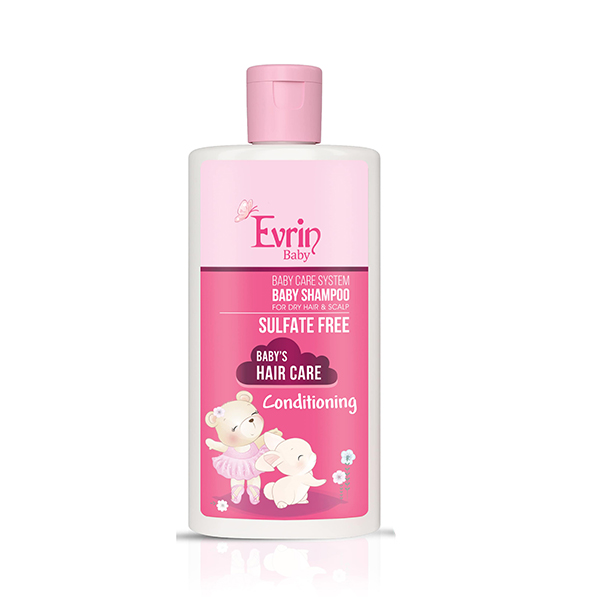 Evrin
Baby
BABY CARE SYSTEM
BABY SHAMPOO
FOR DRY HAIR & SCALP
SULFATE FREE
BABY'S
HAIR CARE
Conditioning